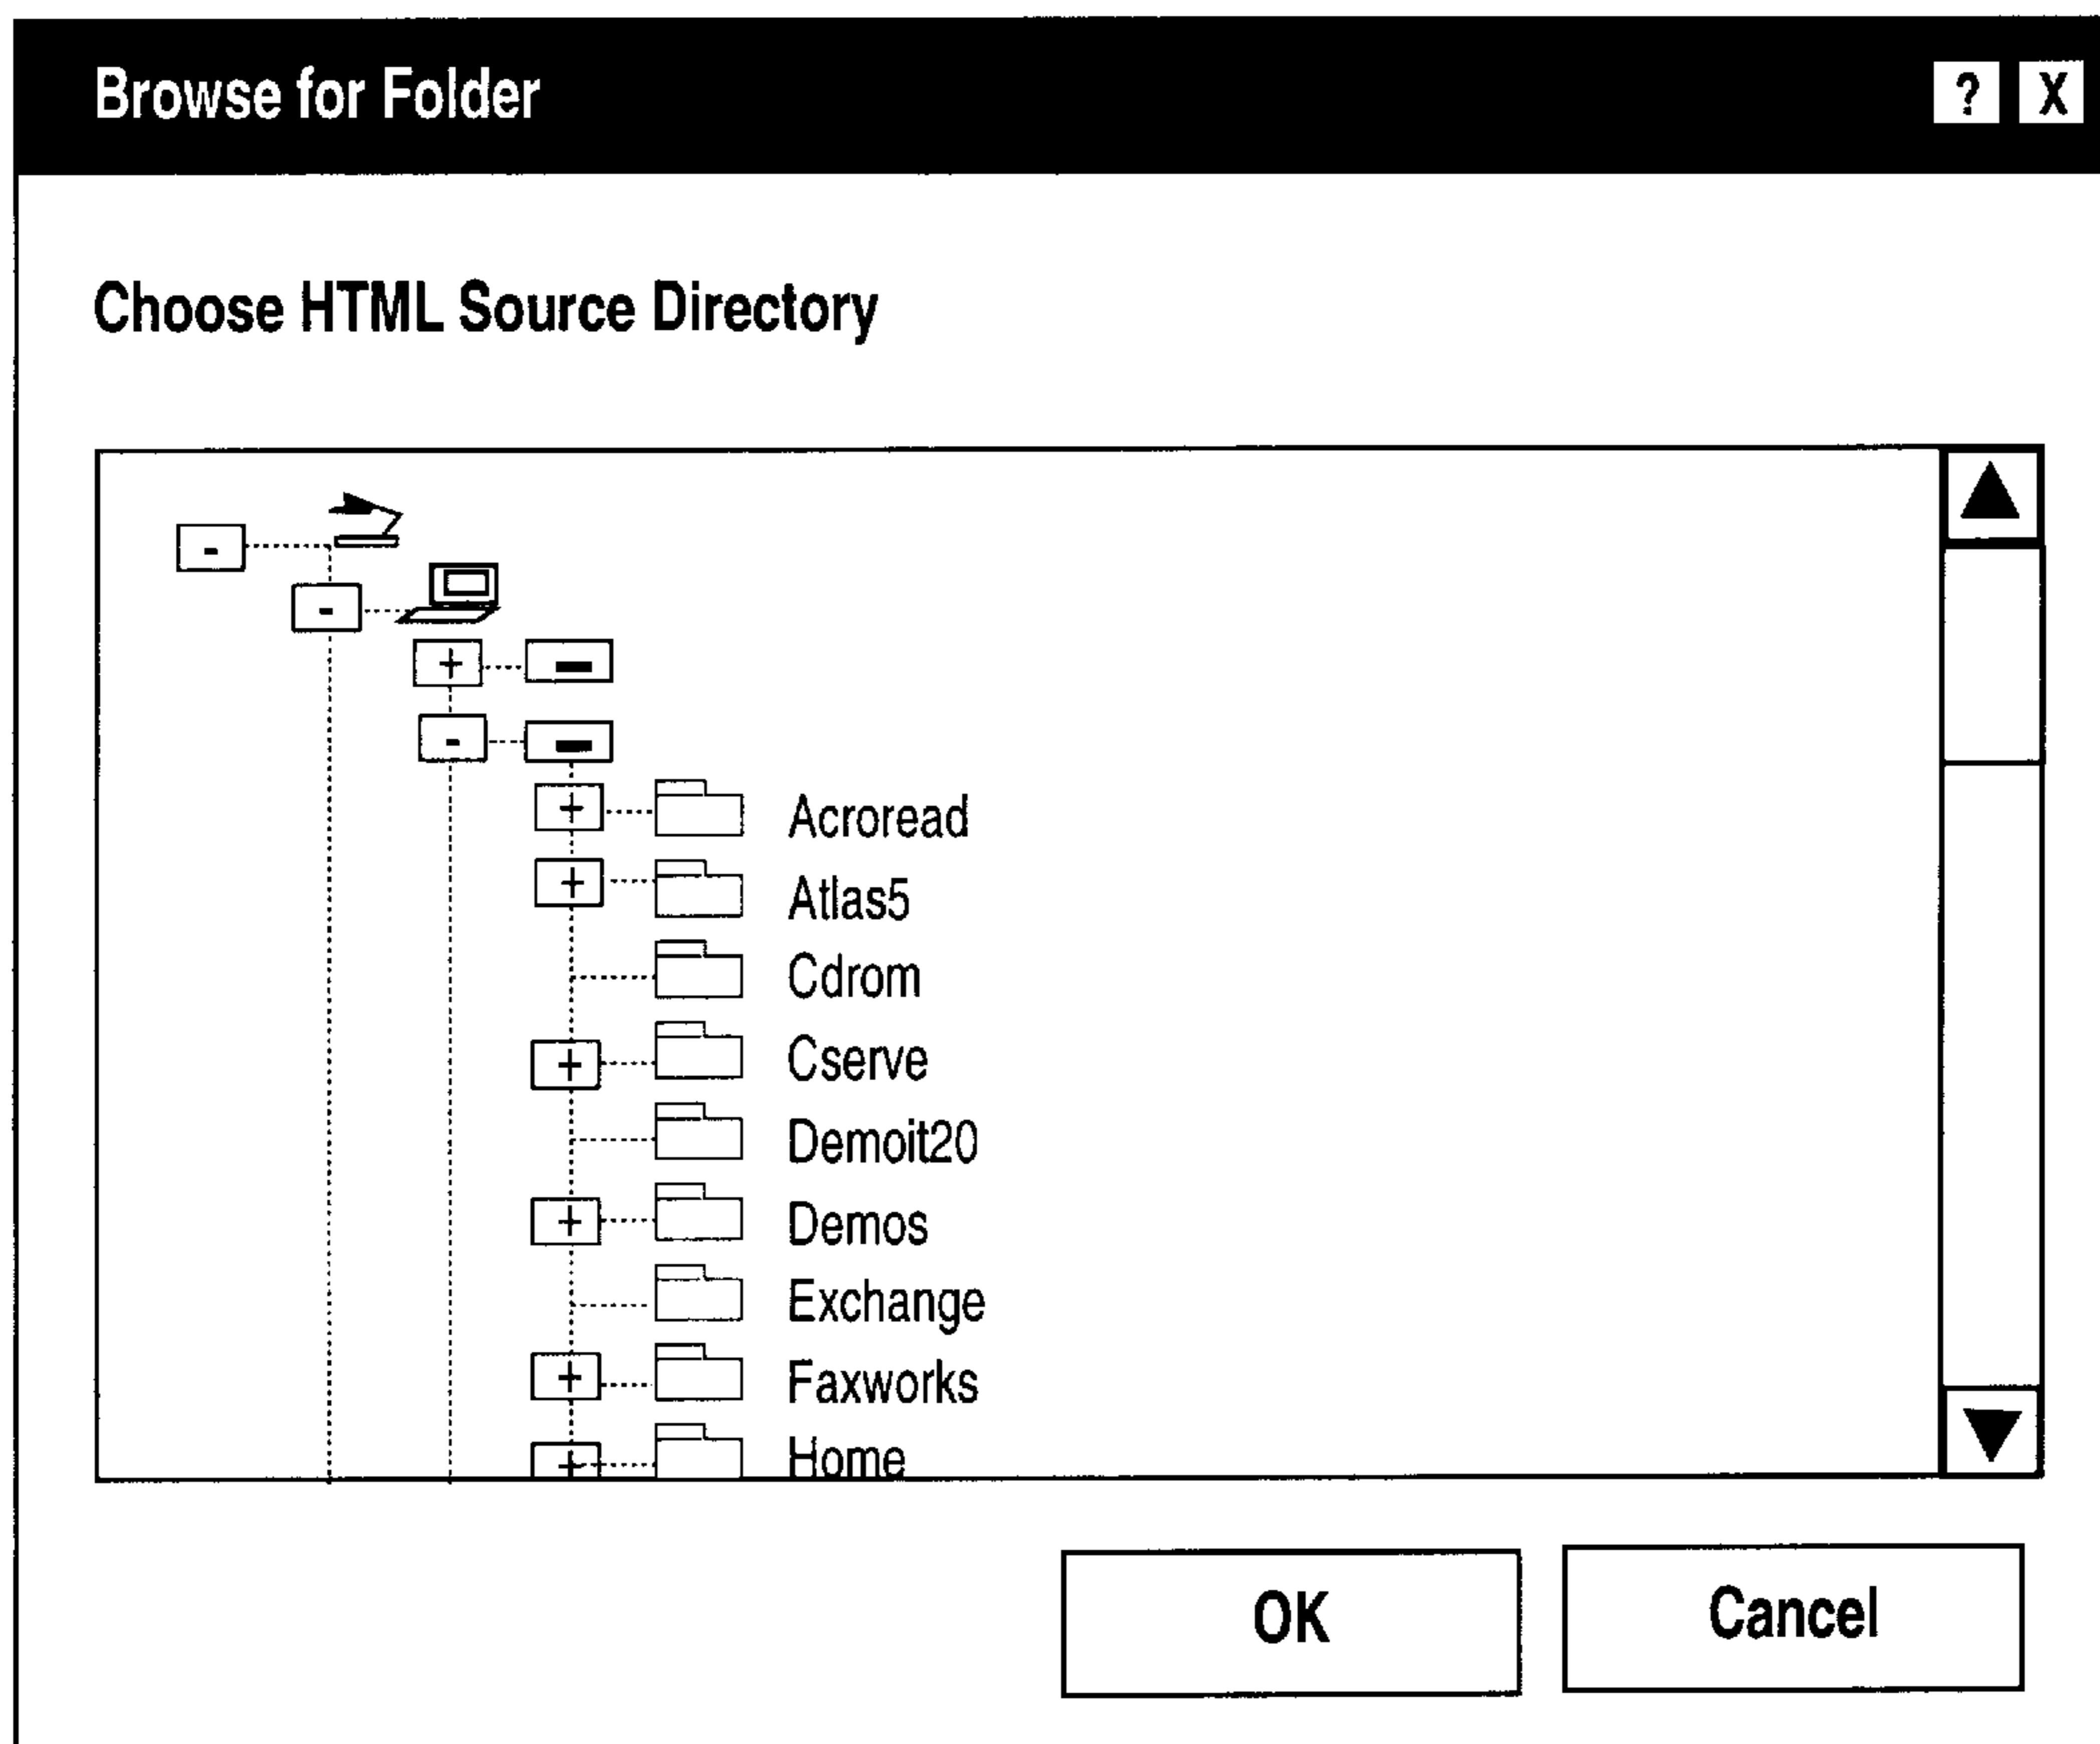 Browse for Folder ? X
Choose HTML Source Directory
-
-
+
-
+ Acroread
+ Atlas5
Cdrom
+ Cserve
Demoit20
+ Demos
Exchange
+ Faxworks
+ Home
OK Cancel